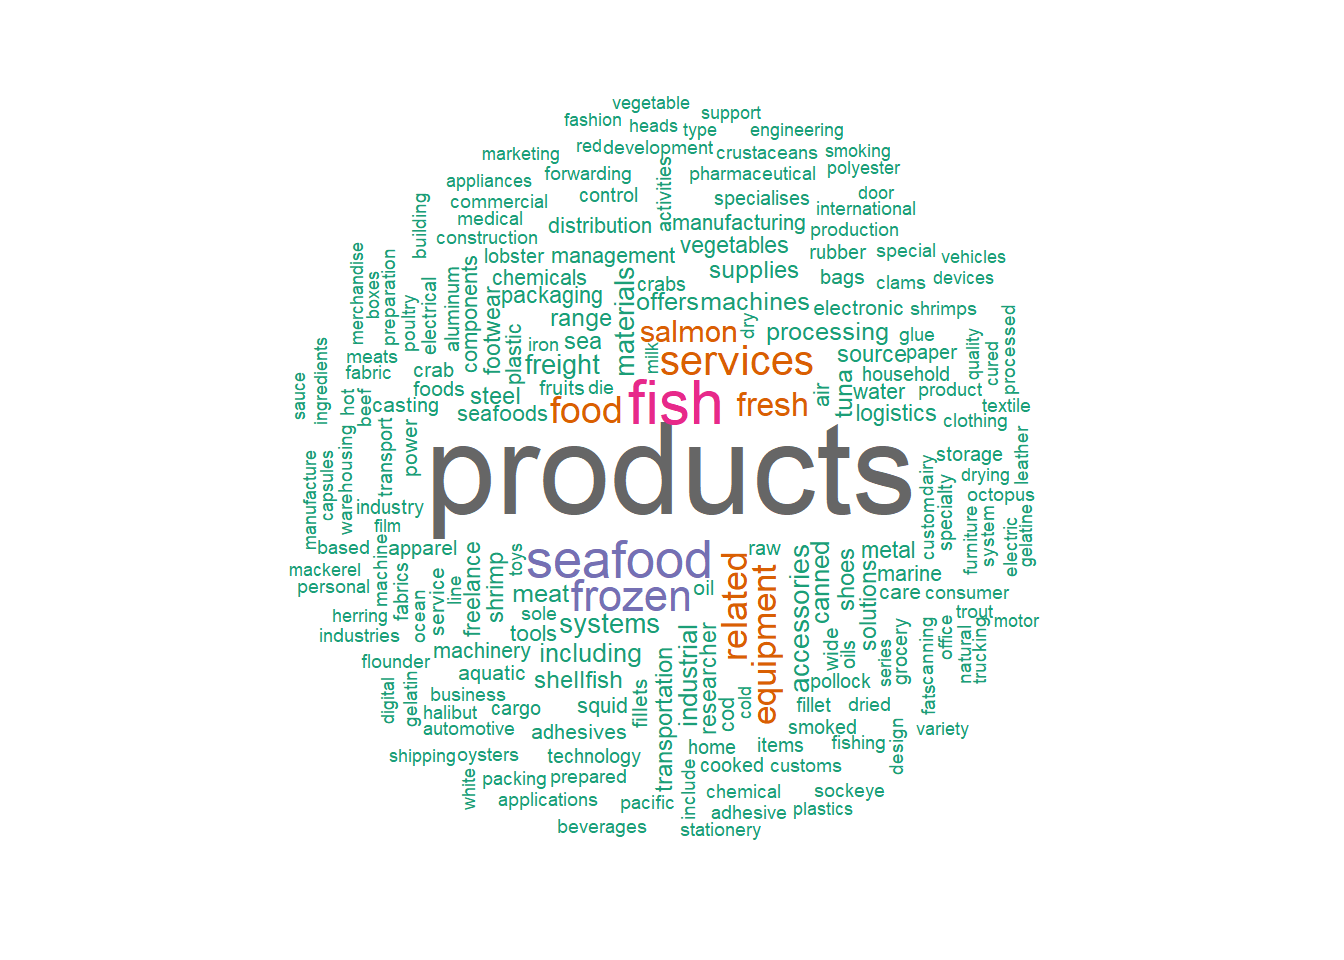 vegetable
support
fashion
heads
type
engineering
marketing
red
development
crustaceans
smoking
appliances
forwarding
activities
pharmaceutical
polyester
building
commercial
control
specialises
door
international
medical
distribution
manufacturing
production
construction
lobster
management
vegetables
rubber
special
vehicles
merchandise
boxes
preparation
poultry
electrical
aluminum
components
chemicals
materials
crabs
supplies
bags
clams
devices
footwear
packaging
offers
machines
electronic
shrimps
plastic
range
salmon
dry
processing
glue
quality
cured
processed
iron
sea
meats
fabric
crab
freight
milk
services
source
paper
household
sauce
ingredients
hot
beef
foods
steel
fruits
die
fish
fresh
air
tuna
water
product
textile
casting
seafoods
food
logistics
clothing
manufacture
capsules
warehousing
transport
power
products
storage
leather
custom
dairy
specialty
drying
octopus
industry
film
furniture
system
electric
gelatine
based
apparel
toys
seafood
raw
metal
mackerel
personal
machine
fabrics
ocean
service
line
freelance
shrimp
meat
frozen
oil
related
equipment
accessories
canned
shoes
solutions
marine
care
consumer
herring
industries
sole
tools
systems
trout
motor
flounder
machinery
including
wide
oils
series
grocery
canning
office
natural
trucking
aquatic
shellfish
transportation
industrial
researcher
pollock
digital
gelatin
business
halibut
cargo
squid
fillets
cod
cold
fillet
dried
fats
automotive
adhesives
smoked
variety
shipping
oysters
technology
home
items
fishing
design
white
packing
prepared
include
cooked
customs
applications
pacific
chemical
sockeye
adhesive
plastics
beverages
stationery